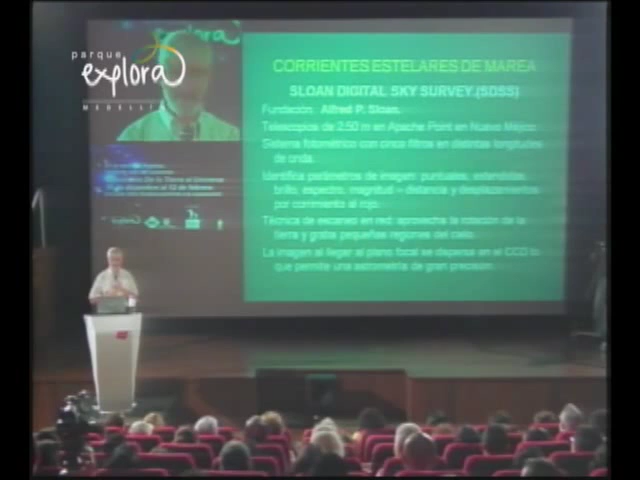 parque
explora
MEDELLÍN
CORRIENTES ESTELARES DE MAREA
SLOAN DIGITAL SKY SURVEY.(SDSS)
Fundación: Alfred P. Sloan.
Telescopios de 2.50 m en Apache Point en Nuevo Méjico.
Sistema fotométrico con cinco filtros en distintas longitudes
de onda.
Identifica parámetros de imagen: puntuales, extendidas,
brillo, espectro, magnitud – distancia y desplazamientos
por corrimiento al rojo.
Técnica de escaneo en red: aprovecha la rotación de la
tierra y graba pequeñas regiones del cielo.
La imagen al llegar al plano focal se dispersa en el CCD lo
que permite una astrometría de gran precisión.